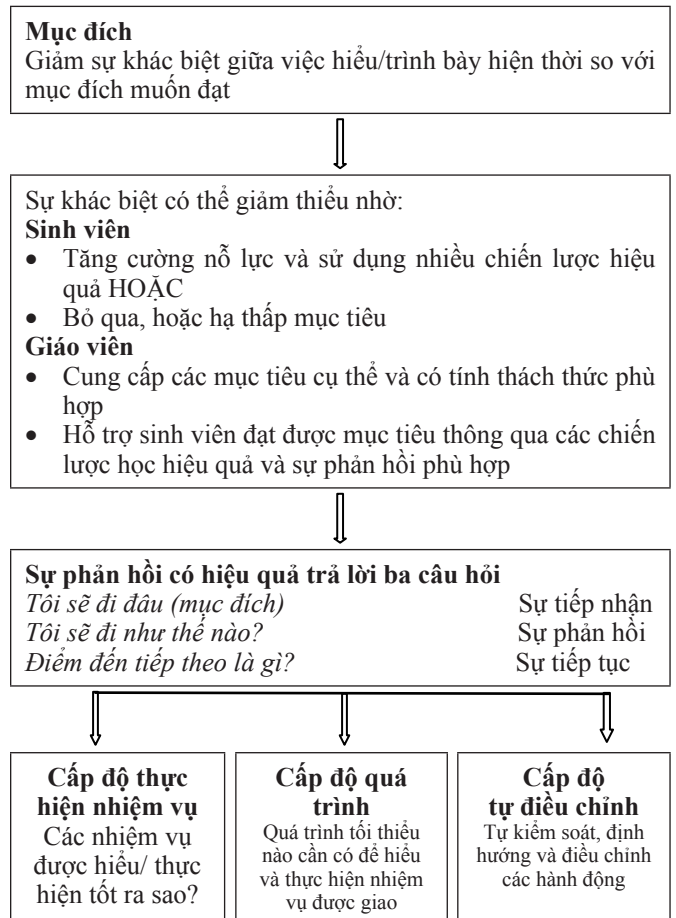 Mục đích
Giảm sự khác biệt giữa việc hiểu/trình bày hiện thời so với
mục đích muốn đạt
Sự khác biệt có thể giảm thiểu nhờ:
Sinh viên
• Tăng cường nỗ lực và sử dụng nhiều chiến lược hiệu
quả HOẶC
• Bỏ qua, hoặc hạ thấp mục tiêu
Giáo viên
• Cung cấp các mục tiêu cụ thể và có tính thách thức phù
hợp
• Hỗ trợ sinh viên đạt được mục tiêu thông qua các chiến
lược học hiệu quả và sự phản hồi phù hợp
Sự phản hồi có hiệu quả trả lời ba câu hỏi
Tôi sẽ đi đâu (mục đích) Sự tiếp nhận
Tôi sẽ đi như thế nào? Sự phản hồi
Điểm đến tiếp theo là gì? Sự tiếp tục
Cấp độ thực
hiện nhiệm vụ
Các nhiệm vụ
được hiểu/ thực
hiện tốt ra sao?
Cấp độ quá
trình
Quá trình tối thiểu
nào cần có để hiểu
và thực hiện nhiệm
vụ được giao
Cấp độ
tự điều chỉnh
Tự kiểm soát, định
hướng và điều chỉnh
các hành động